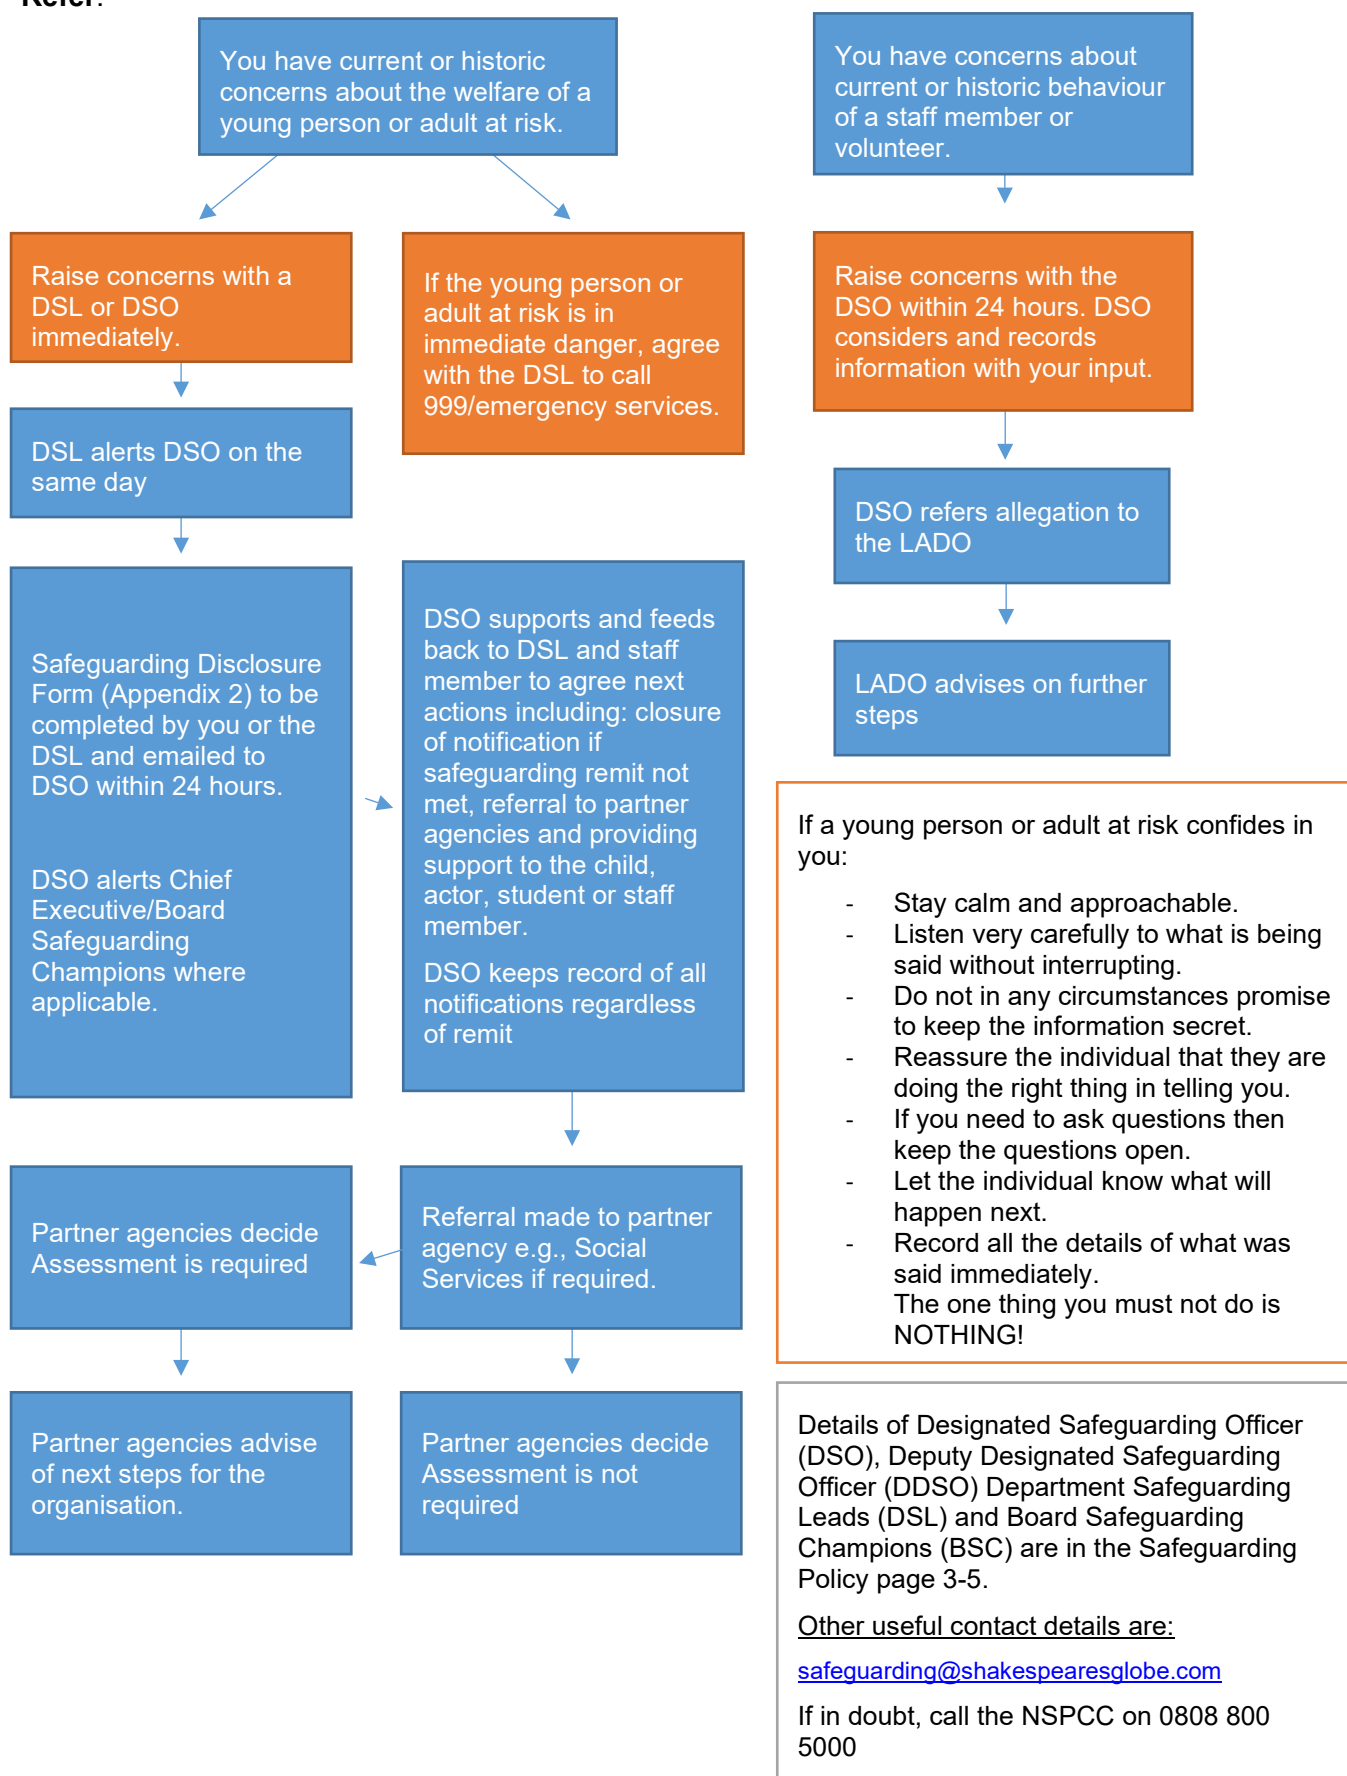 Refer:
You have current or historic
concerns about the welfare of a
young person or adult at risk.
Raise concerns with a
DSL or DSO
immediately.
If the young person or
adult at risk is in
immediate danger, agree
with the DSL to call
999/emergency services.
DSL alerts DSO on the
same day
Safeguarding Disclosure
Form (Appendix 2) to be
completed by you or the
DSL and emailed to
DSO within 24 hours.
DSO alerts Chief
Executive/Board
Safeguarding
Champions where
applicable.
DSO supports and feeds
back to DSL and staff
member to agree next
actions including: closure
of notification if
safeguarding remit not
met, referral to partner
agencies and providing
support to the child,
actor, student or staff
member.
DSO keeps record of all
notifications regardless
of remit
Partner agencies decide
Assessment is required
Referral made to partner
agency e.g., Social
Services if required.
Partner agencies advise
of next steps for the
organisation.
Partner agencies decide
Assessment is not
required
You have concerns about
current or historic behaviour
of a staff member or
volunteer.
Raise concerns with the
DSO within 24 hours. DSO
considers and records
information with your input.
DSO refers allegation to
the LADO
LADO advises on further
steps
If a young person or adult at risk confides in
you:
- Stay calm and approachable.
- Listen very carefully to what is being
said without interrupting.
- Do not in any circumstances promise
to keep the information secret.
- Reassure the individual that they are
doing the right thing in telling you.
- If you need to ask questions then
keep the questions open.
- Let the individual know what will
happen next.
- Record all the details of what was
said immediately.
The one thing you must not do is
NOTHING!
Details of Designated Safeguarding Officer
(DSO), Deputy Designated Safeguarding
Officer (DDSO) Department Safeguarding
Leads (DSL) and Board Safeguarding
Champions (BSC) are in the Safeguarding
Policy page 3-5.
Other useful contact details are:
safeguarding@shakespearesglobe.com
If in doubt, call the NSPCC on 0808 800
5000